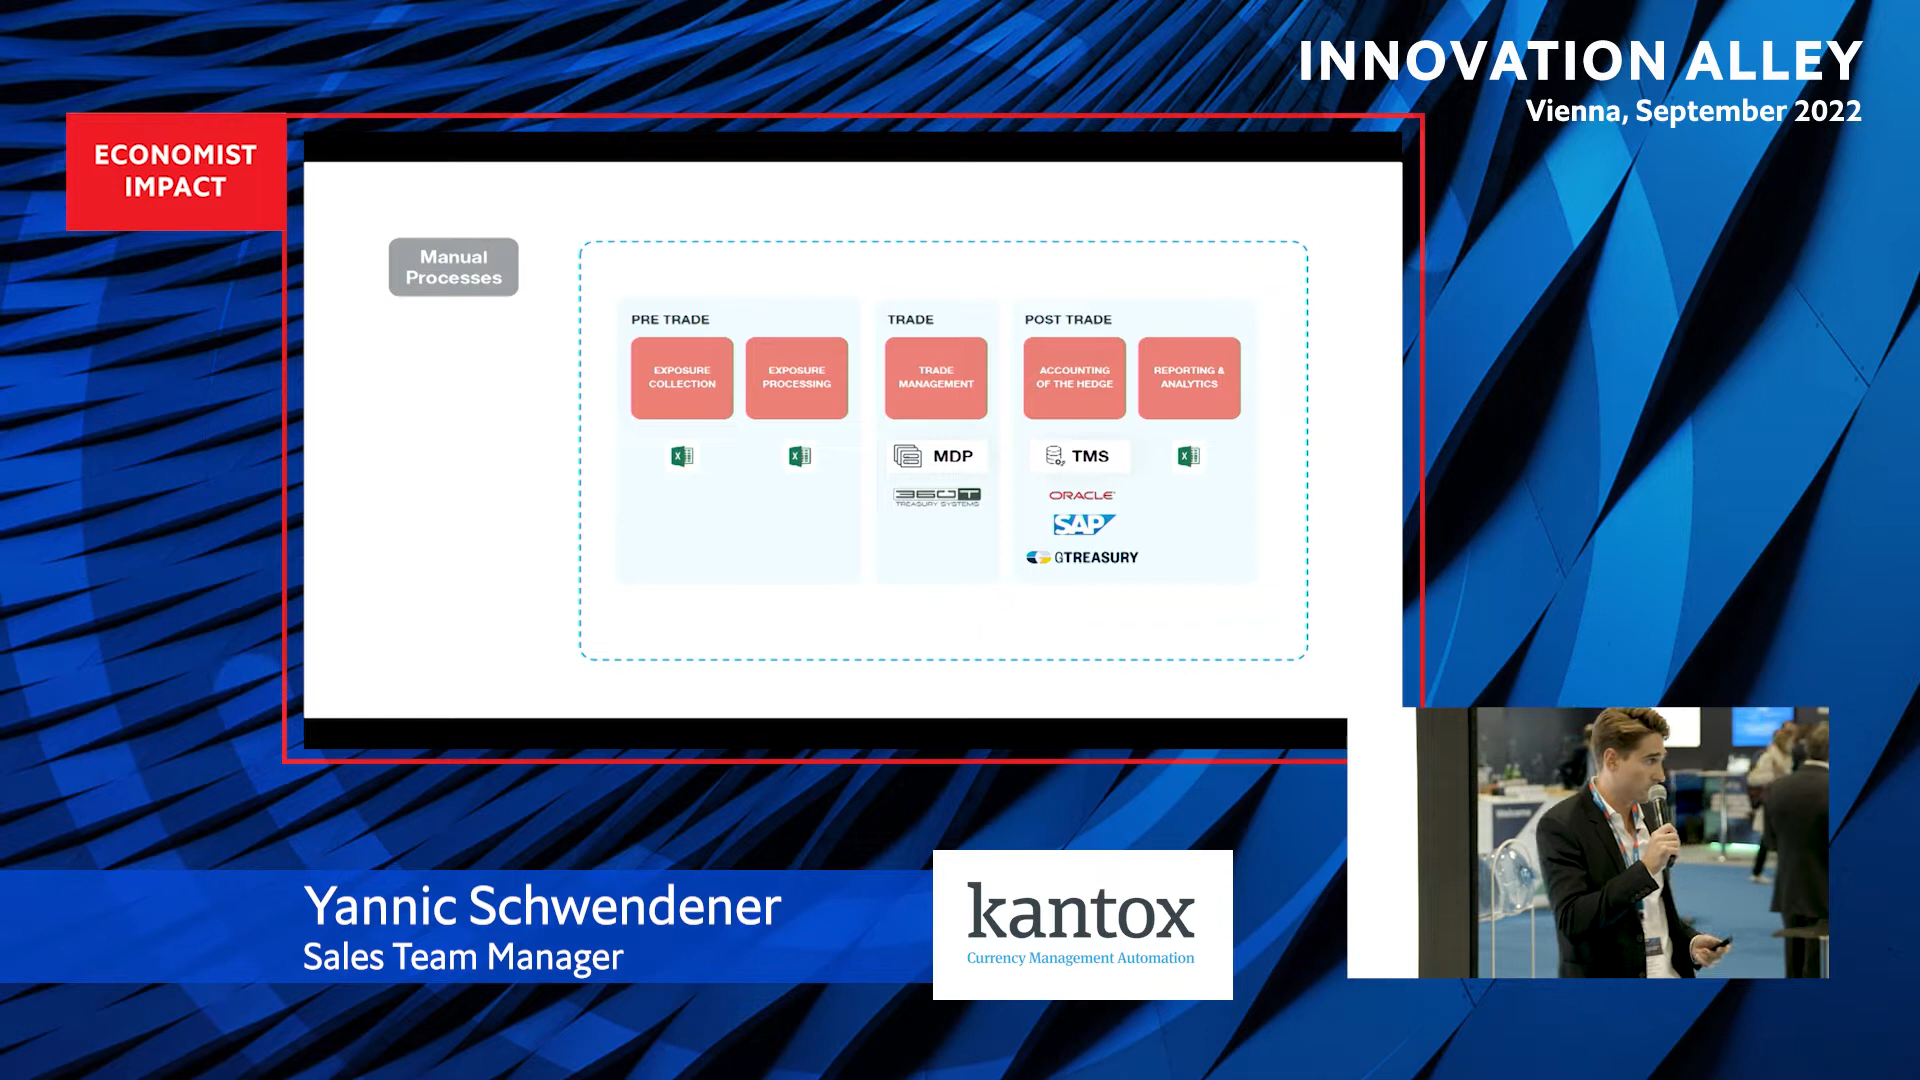 INNOVATION ALLEY
Vienna, September 2022
ECONOMIST
IMPACT
Manual
Processes
PRE TRADE
TRADE
POST TRADE
EXPOSURE
COLLECTION
EXPOSURE
PROCESSING
TRADE
MANAGEMENT
ACCOUNTING
OF THE HEDGE
REPORTING &
ANALYTICS
X
X
MDP
TMS
X
360T
TREASURY SYSTEMS
ORACLE
SAP
GTREASURY
Yannic Schwendener
Sales Team Manager
kantox
Currency Management Automation